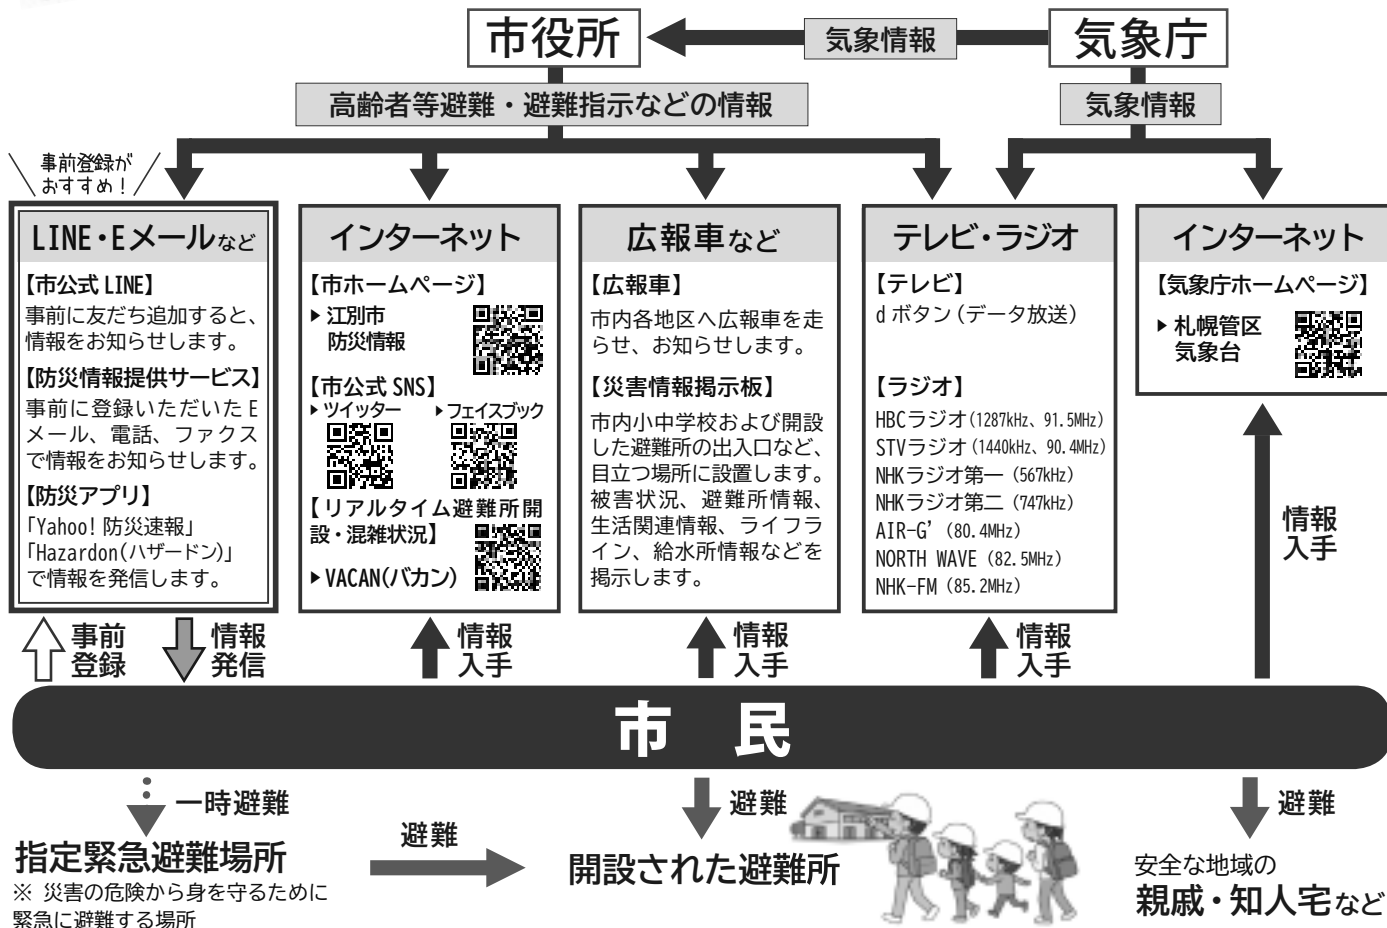 市役所
気象情報
気象庁
高齢者等避難・避難指示などの情報
気象情報
事前登録が
おすすめ!
LINE・Eメールなど
【市公式 LINE】
事前に友だち追加すると、
情報をお知らせします。
【防災情報提供サービス】
事前に登録いただいた E
メール、電話、ファクス
で情報をお知らせします。
【防災アプリ】
「Yahoo! 防災速報」
「Hazardon(ハザードン)」
で情報を発信します。
インターネット
【市ホームページ】
▶ 江別市
防災情報
【市公式 SNS】
▶ツイッター ▶フェイスブック
【リアルタイム避難所開
設・混雑状況】
▶ VACAN(バカン)
広報車など
【広報車】
市内各地区へ広報車を走
らせ、お知らせします。
【災害情報掲示板】
市内小中学校および開設
した避難所の出入口など、
目立つ場所に設置します。
被害状況、避難所情報、
生活関連情報、ライフラ
イン、給水所情報などを
掲示します。
テレビ・ラジオ
【テレビ】
d ボタン(データ放送)
【ラジオ】
HBCラジオ(1287kHz、91.5MHz)
STVラジオ(1440kHz、90.4MHz)
NHKラジオ第一(567kHz)
NHKラジオ第二(747kHz)
AIR-G'(80.4MHz)
NORTH WAVE(82.5MHz)
NHK-FM(85.2MHz)
インターネット
【気象庁ホームページ】
▶ 札幌管区
気象台
事前
登録
情報
発信
情報
入手
情報
入手
情報
入手
情報
入手
市 民
一時避難
指定緊急避難場所
※ 災害の危険から身を守るために
緊急に避難する場所
避難
避難
開設された避難所
避難
安全な地域の
親戚・知人宅など